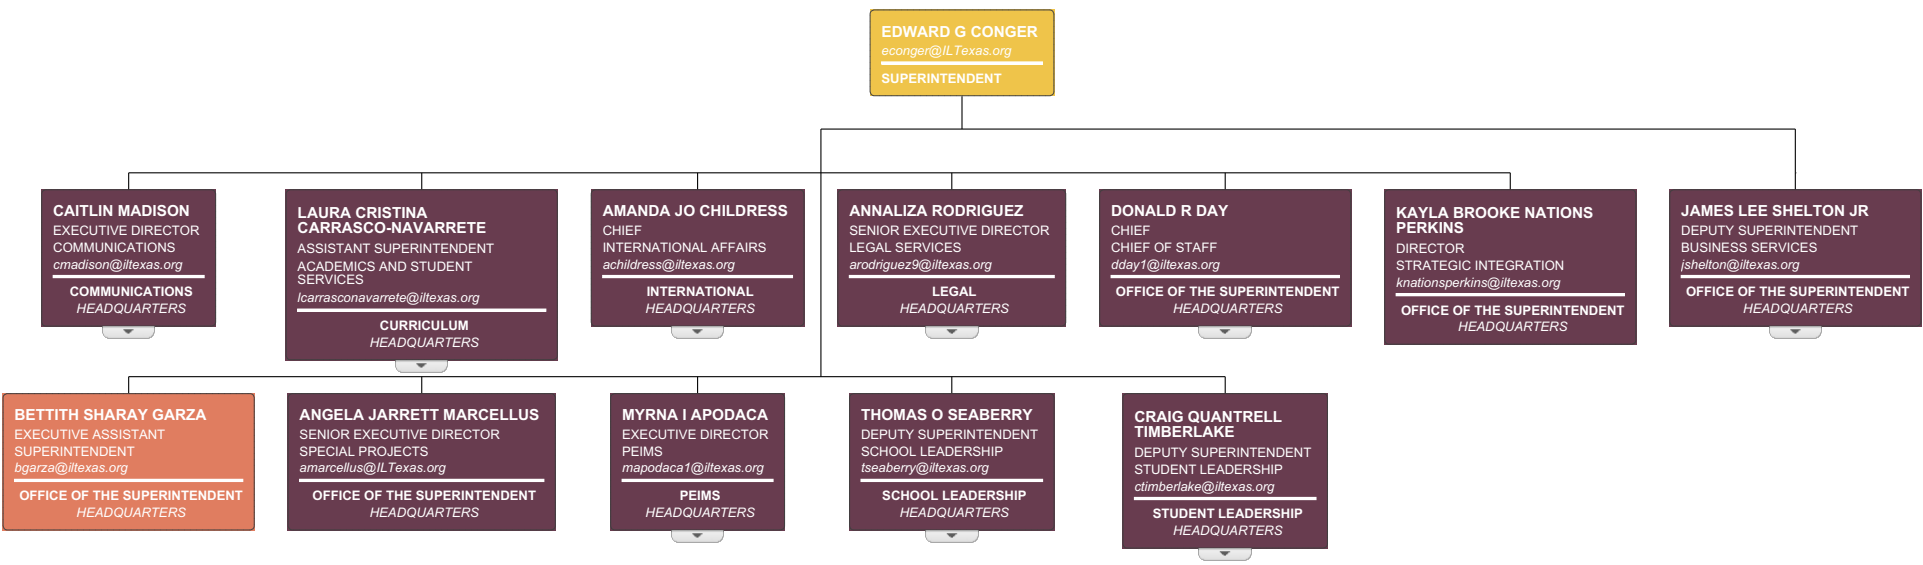 EDWARD G CONGER
econger@ILTexas.org
SUPERINTENDENT
CAITLIN MADISON
EXECUTIVE DIRECTOR
COMMUNICATIONS
cmadison@iltexas.org
COMMUNICATIONS
HEADQUARTERS
LAURA CRISTINA
CARRASCO-NAVARRETE
ASSISTANT SUPERINTENDENT
ACADEMICS AND STUDENT
SERVICES
lcarrasconavarrete@iltexas.org
CURRICULUM
HEADQUARTERS
AMANDA JO CHILDRESS
CHIEF
INTERNATIONAL AFFAIRS
achildress@iltexas.org
INTERNATIONAL
HEADQUARTERS
ANNALIZA RODRIGUEZ
SENIOR EXECUTIVE DIRECTOR
LEGAL SERVICES
arodriguez9@iltexas.org
LEGAL
HEADQUARTERS
DONALD R DAY
CHIEF
CHIEF OF STAFF
dday1@iltexas.org
OFFICE OF THE SUPERINTENDENT
HEADQUARTERS
KAYLA BROOKE NATIONS
PERKINS
DIRECTOR
STRATEGIC INTEGRATION
knationsperkins@iltexas.org
OFFICE OF THE SUPERINTENDENT
HEADQUARTERS
JAMES LEE SHELTON JR
DEPUTY SUPERINTENDENT
BUSINESS SERVICES
jshelton@iltexas.org
OFFICE OF THE SUPERINTENDENT
HEADQUARTERS
BETTITH SHARAY GARZA
EXECUTIVE ASSISTANT
SUPERINTENDENT
bgarza@iltexas.org
OFFICE OF THE SUPERINTENDENT
HEADQUARTERS
ANGELA JARRETT MARCELLUS
SENIOR EXECUTIVE DIRECTOR
SPECIAL PROJECTS
amarcellus@ILTexas.org
OFFICE OF THE SUPERINTENDENT
HEADQUARTERS
MYRNA I APODACA
EXECUTIVE DIRECTOR
PEIMS
mapodaca1@iltexas.org
PEIMS
HEADQUARTERS
THOMAS O SEABERRY
DEPUTY SUPERINTENDENT
SCHOOL LEADERSHIP
tseaberry@iltexas.org
SCHOOL LEADERSHIP
HEADQUARTERS
CRAIG QUANTRELL
TIMBERLAKE
DEPUTY SUPERINTENDENT
STUDENT LEADERSHIP
ctimberlake@iltexas.org
STUDENT LEADERSHIP
HEADQUARTERS